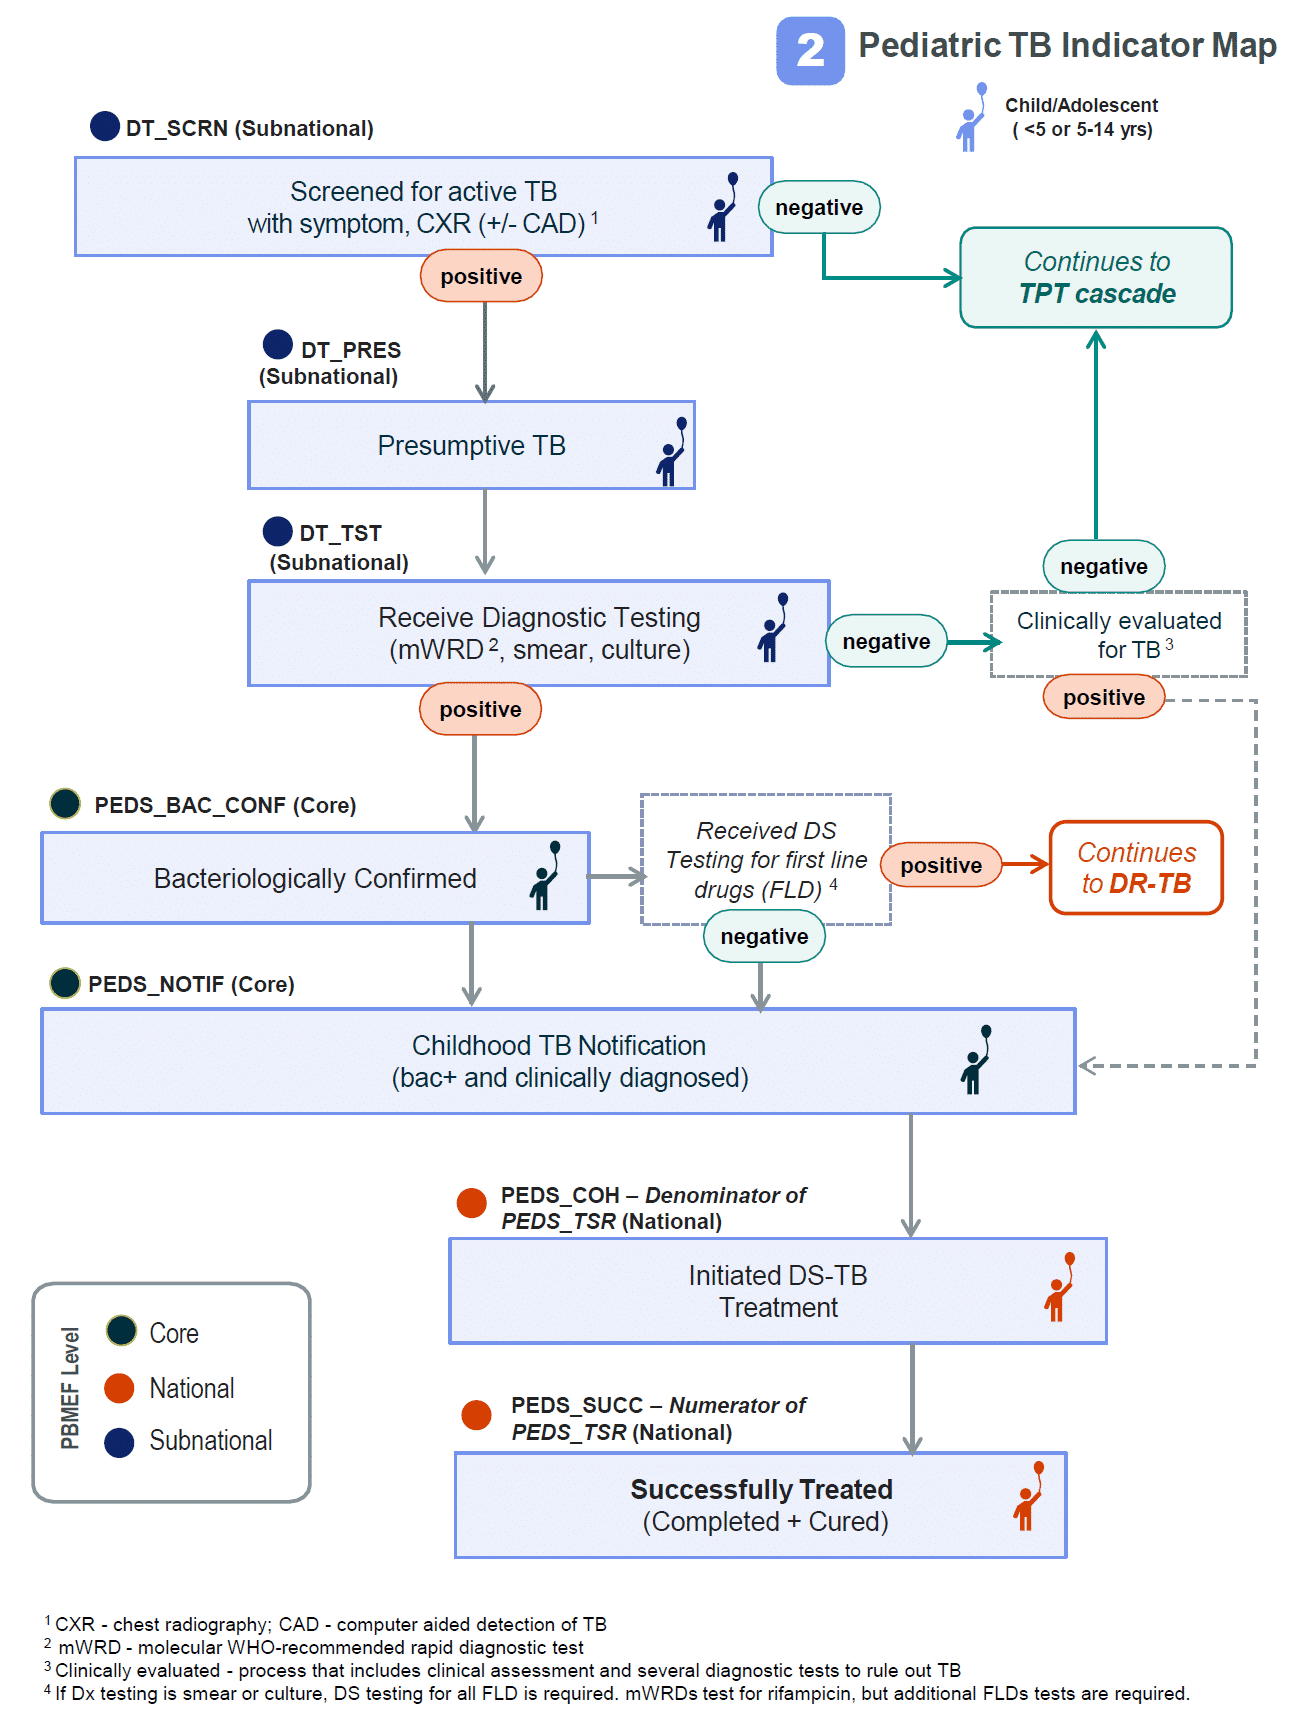 2 Pediatric TB Indicator Map
Child/Adolescent
( <5 or 5-14 yrs)
DT_SCRN (Subnational)
Screened for active TB
with symptom, CXR (+/- CAD) 1
negative
positive
Continues to
TPT cascade
DT_PRES
(Subnational)
Presumptive TB
DT_TST
(Subnational)
Receive Diagnostic Testing
(mWRD 2, smear, culture)
negative
positive
negative
Clinically evaluated
for TB 3
positive
PEDS_BAC_CONF (Core)
Bacteriologically Confirmed
Received DS
Testing for first line
drugs (FLD) 4
positive
negative
Continues
to DR-TB
PEDS_NOTIF (Core)
Childhood TB Notification
(bac+ and clinically diagnosed)
PEDS_COH – Denominator of
PEDS_TSR (National)
Initiated DS-TB
Treatment
PEDS_SUCC – Numerator of
PEDS_TSR (National)
Successfully Treated
(Completed + Cured)
PBMEF Level
Core
National
Subnational
1 CXR - chest radiography; CAD - computer aided detection of TB
2 mWRD - molecular WHO-recommended rapid diagnostic test
3 Clinically evaluated - process that includes clinical assessment and several diagnostic tests to rule out TB
4 If Dx testing is smear or culture, DS testing for all FLD is required. mWRDs test for rifampicin, but additional FLDs tests are required.